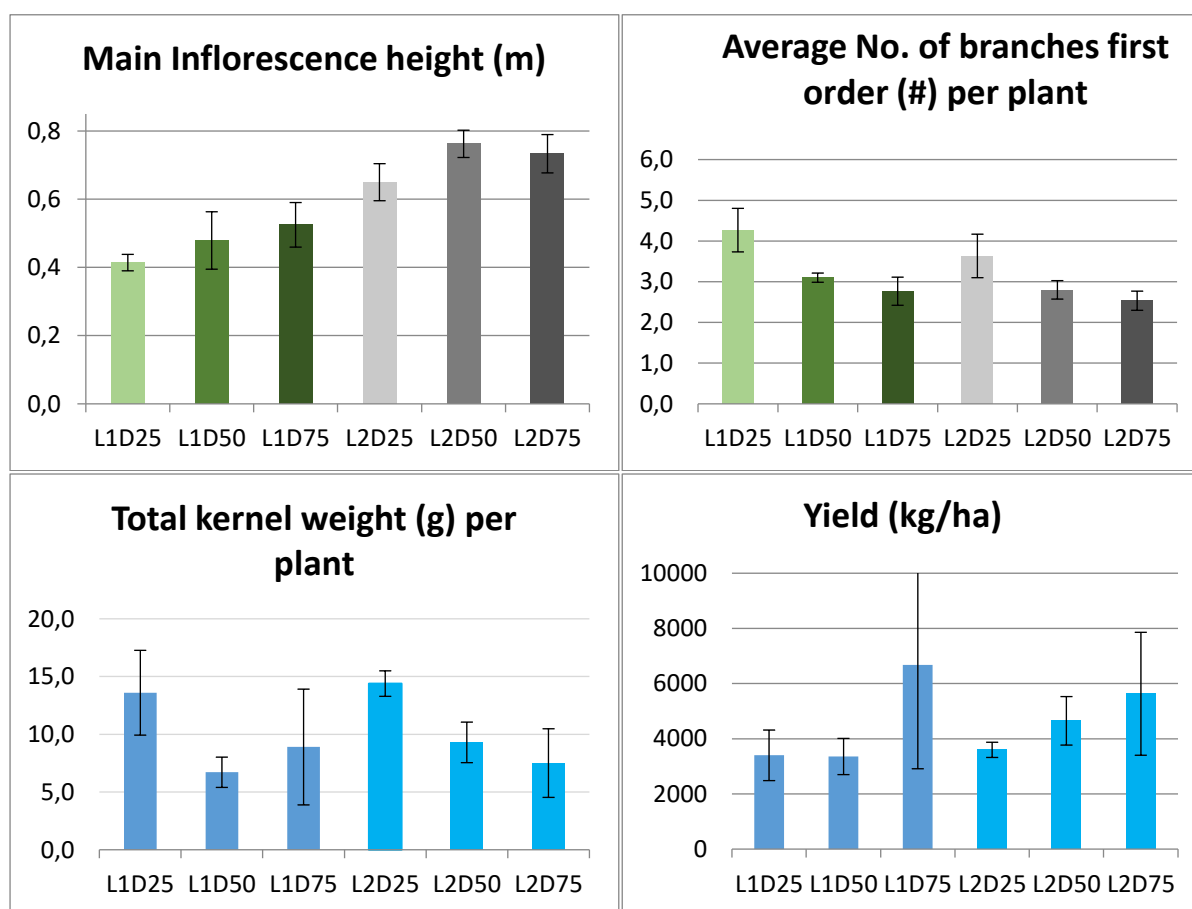 Main Inflorescence height (m)
0,8
0,6
0,4
0,2
0,0
L1D25 L1D50 L1D75 L2D25 L2D50 L2D75
Average No. of branches first
order (#) per plant
6,0
5,0
4,0
3,0
2,0
1,0
0,0
L1D25 L1D50 L1D75 L2D25 L2D50 L2D75
Total kernel weight (g) per
plant
20,0
15,0
10,0
5,0
0,0
L1D25 L1D50 L1D75 L2D25 L2D50 L2D75
Yield (kg/ha)
10000
8000
6000
4000
2000
0
L1D25 L1D50 L1D75 L2D25 L2D50 L2D75